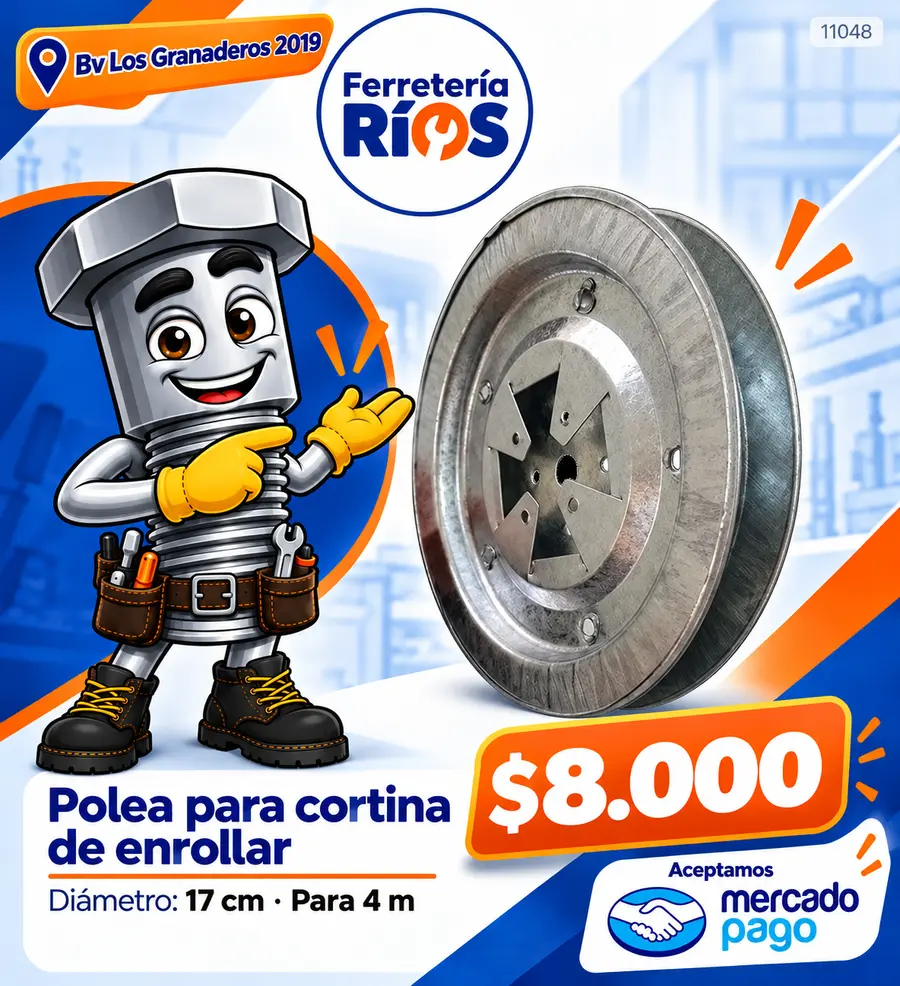 Bv Los Granaderos 2019
Ferretería
RÍOS
11048
$8.000
Polea para cortina
de enrollar
Diámetro: 17 cm · Para 4 m
Aceptamos
mercado
pago